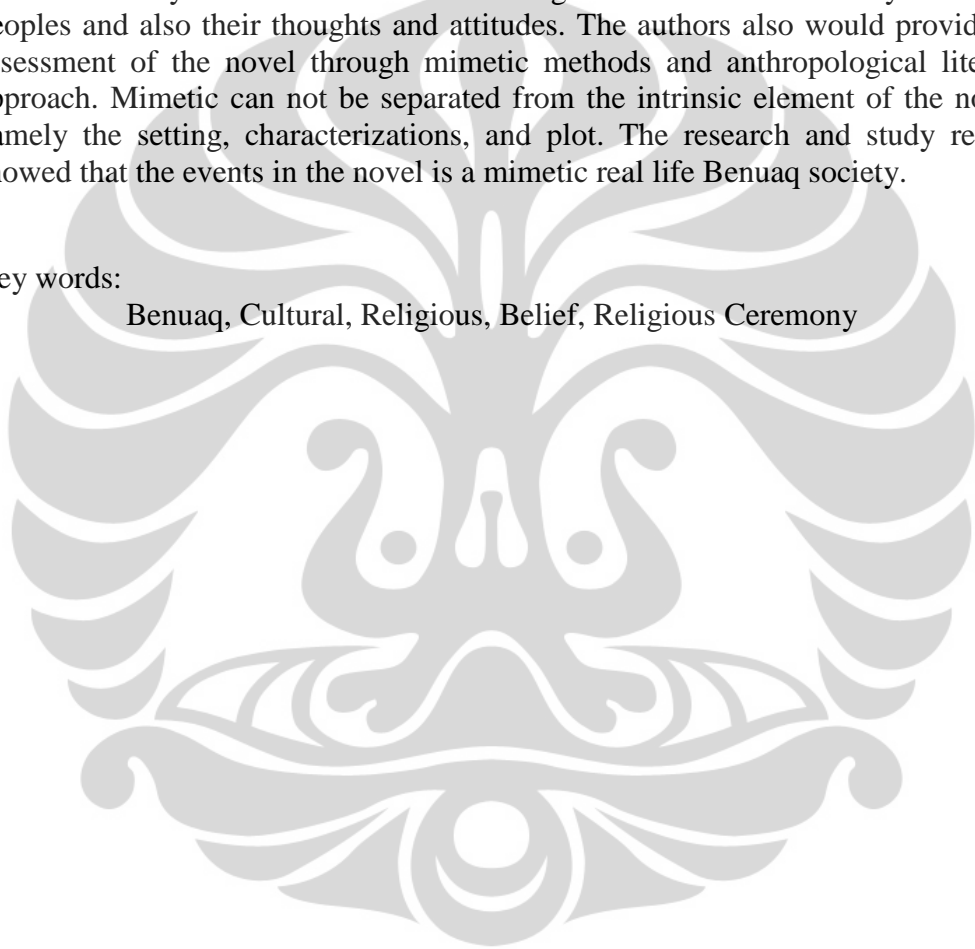 eoples and also their thoughts and attitudes. The authors also would provid
sessment of the novel through mimetic methods and anthropological lite
pproach. Mimetic can not be separated from the intrinsic element of the no
amely the setting, characterizations, and plot. The research and study re
howed that the events in the novel is a mimetic real life Benuaq society.
ey words:
Benuaq, Cultural, Religious, Belief, Religious Ceremony